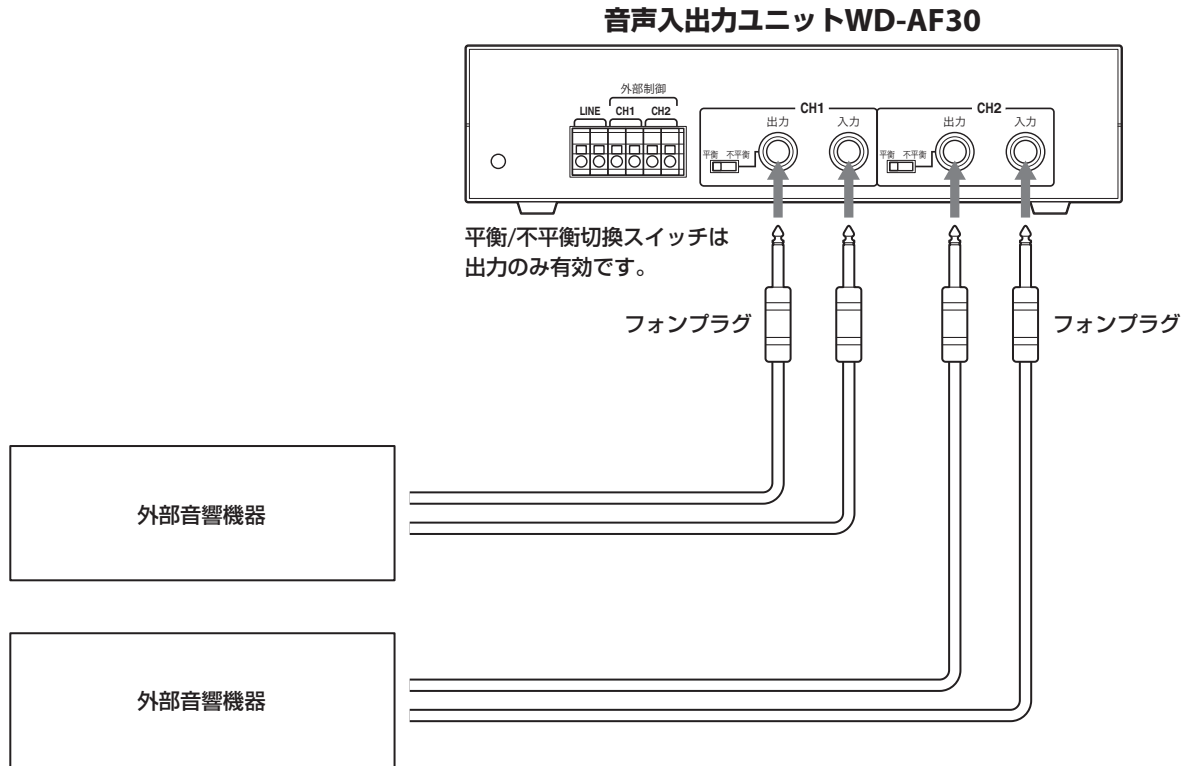 音声入出力ユニットWD-AF30
外部制御
LINE CH1 CH2
CH1
出力 入力
平衡 不平衡
CH2
出力 入力
平衡 不平衡
平衡/不平衡切換スイッチは
出力のみ有効です。
フォンプラグ
フォンプラグ
外部音響機器
外部音響機器